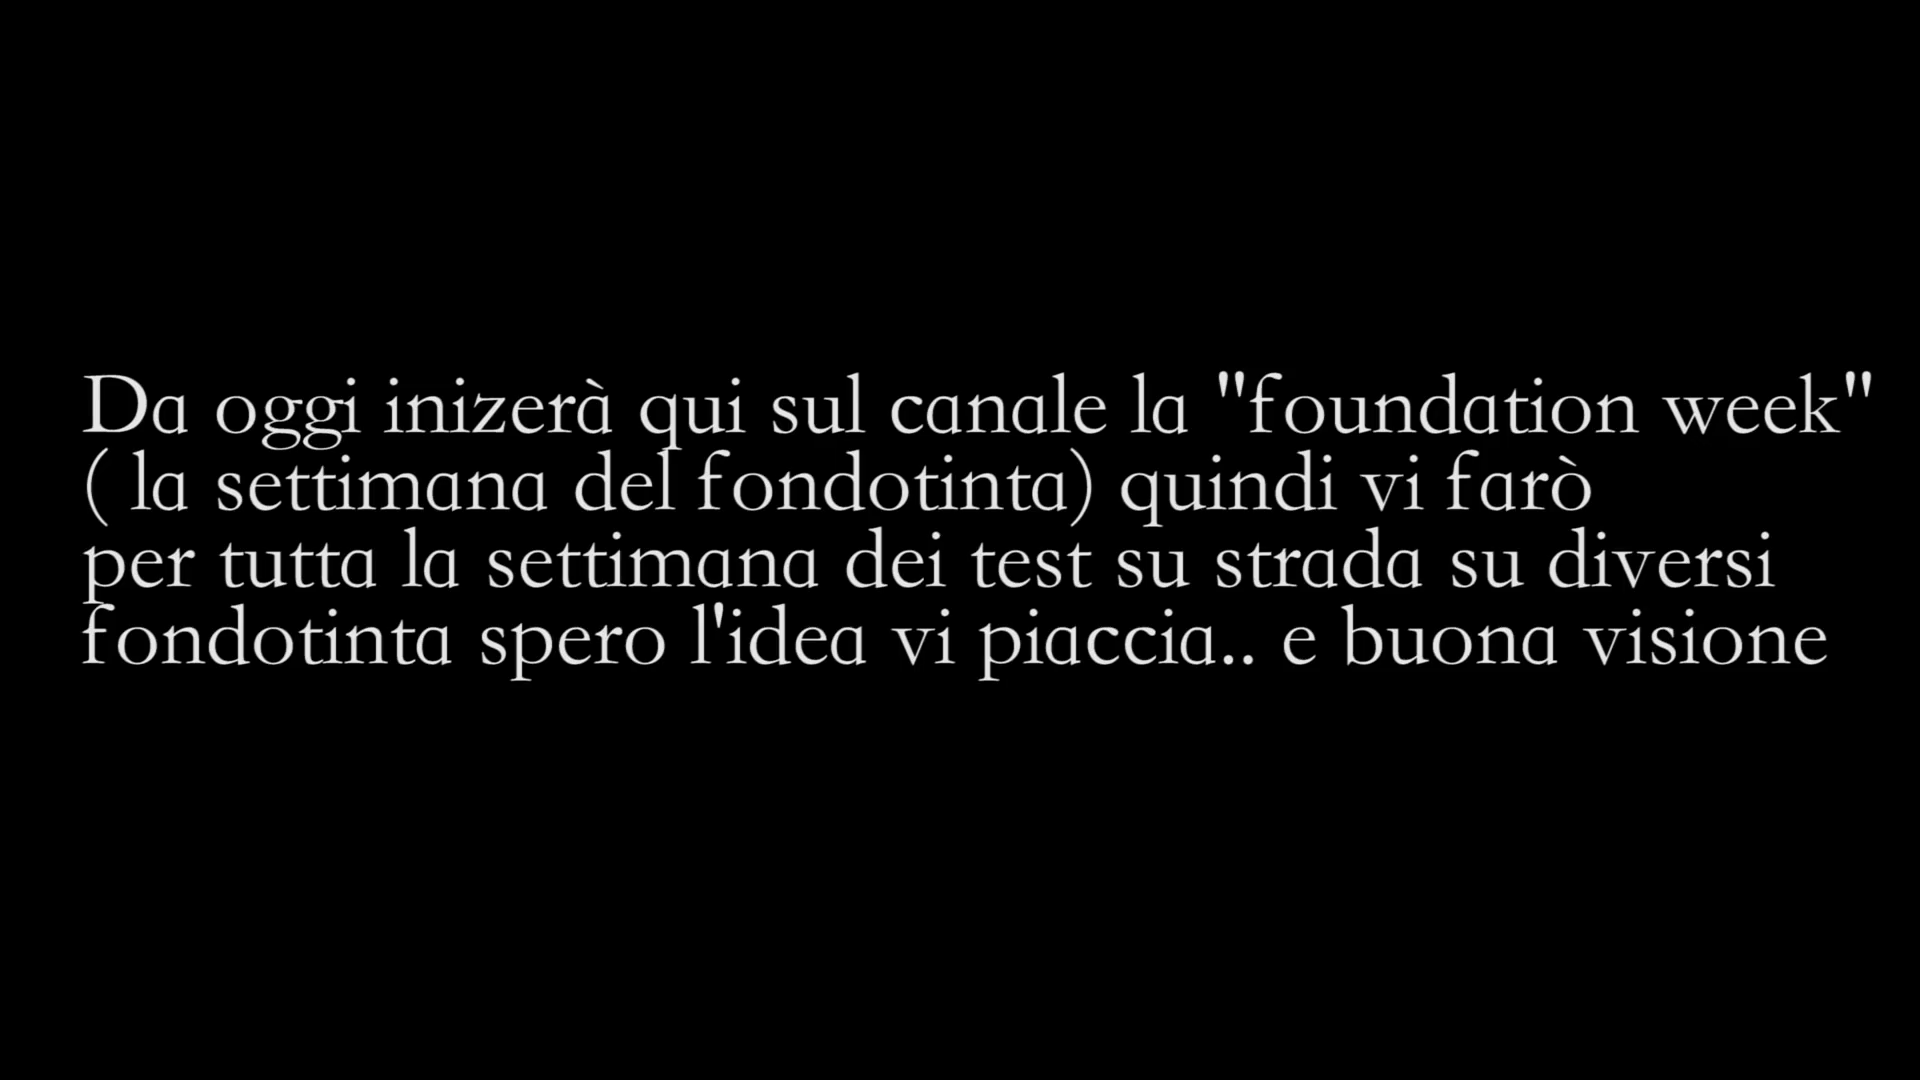 Da oggi inizerà qui sul canale la "foundation week"
( la settimana del fondotinta) quindi vi farò
per tutta la settimana dei test su strada su diversi
fondotinta spero l'idea vi piaccia.. e buona visione